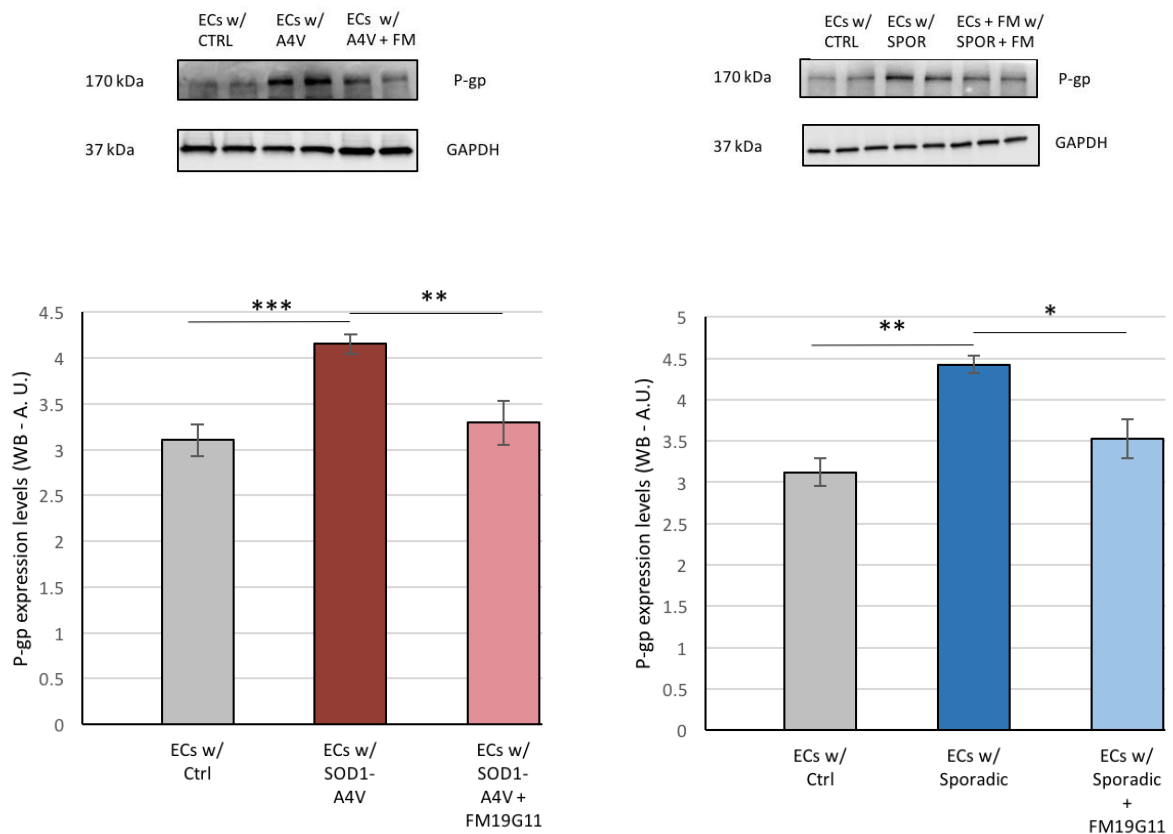 ECs w/ CTRL
ECs w/ A4V
ECs w/ A4V + FM
170 kDa
P-gp
37 kDa
GAPDH
ECs w/ CTRL
ECs w/ SPOR
ECs + FM w/ SPOR + FM
170 kDa
P-gp
37 kDa
GAPDH
P-gp expression levels (WB - A. U.)
4.5
4
3.5
3
2.5
2
1.5
1
0.5
0
***
**
ECs w/
Ctrl
ECs w/
SOD1-
A4V
ECs w/
SOD1-
A4V +
FM19G11
P-gp expression levels (WB - A.U.)
5
4.5
4
3.5
3
2.5
2
1.5
1
0.5
0
**
*
ECs w/
Ctrl
ECs w/
Sporadic
ECs w/
Sporadic
+
FM19G11